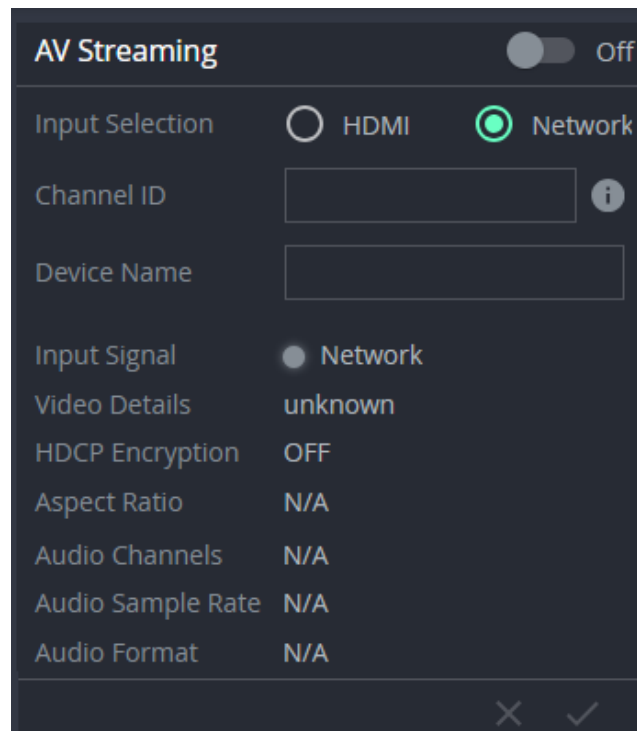 AV Streaming Off
Input Selection HDMI Network
Channel ID i
Device Name
Input Signal Network
Video Details unknown
HDCP Encryption OFF
Aspect Ratio N/A
Audio Channels N/A
Audio Sample Rate N/A
Audio Format N/A